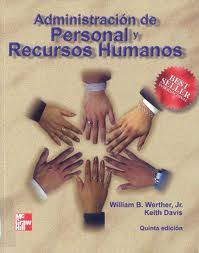 Administración de
Personal y
Recursos Humanos
BEST
SELLER
William B. Werther, Jr.
Keith Davis
Mc
Graw
Hill
Quinta edición